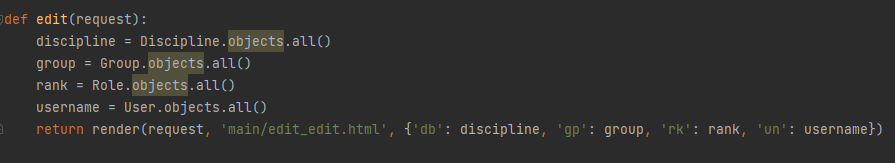 def edit(request):
    discipline = Discipline.objects.all()
    group = Group.objects.all()
    rank = Role.objects.all()
    username = User.objects.all()
    return render(request, 'main/edit_edit.html', {'db': discipline, 'gp': group, 'rk': rank, 'un': username})